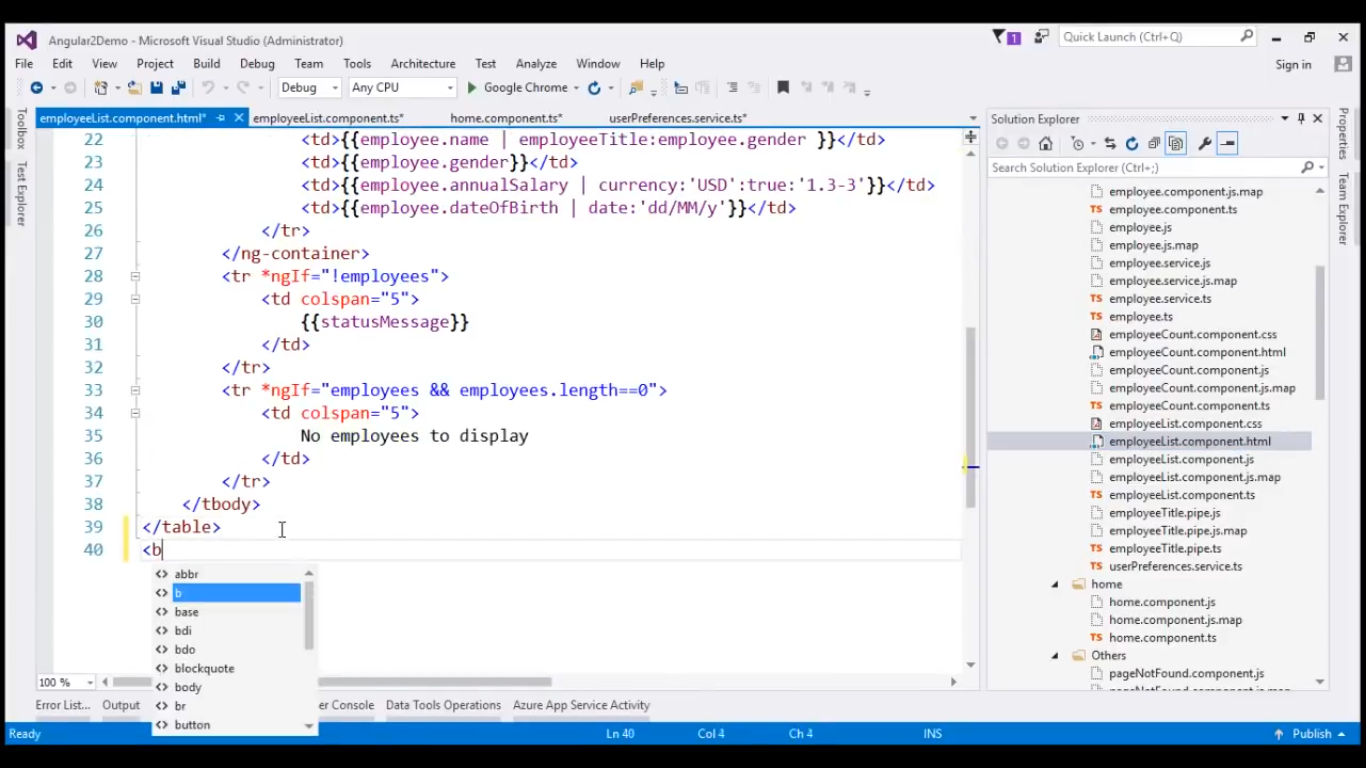 Angular2Demo - Microsoft Visual Studio (Administrator)
1
Quick Launch (Ctrl+Q)
File Edit View Project Build Debug Team Tools Architecture Test Analyze Window Help
Sign in
Debug Any CPU Google Chrome
Toolbox
Test Explorer
employeeList.component.html* employeeList.component.ts* home.component.ts* userPreferences.service.ts*
22 <td>{{employee.name | employeeTitle:employee.gender }}</td>
23 <td>{{employee.gender}}</td>
24 <td>{{employee.annualSalary | currency:'USD':true:'1.3-3'}}</td>
25 <td>{{employee.dateOfBirth | date:'dd/MM/y'}}</td>
26 </tr>
27 </ng-container>
28 <tr *ngIf="!employees">
29 <td colspan="5">
30 {{statusMessage}}
31 </td>
32 </tr>
33 <tr *ngIf="employees && employees.length==0">
34 <td colspan="5">
35 No employees to display
36 </td>
37 </tr>
38 </tbody>
39 </table>
40 <b
<> abbr
<> b
<> base
<> bdi
<> bdo
<> blockquote
<> body
<> br
<> button
100 %
Error List... Output er Console Data Tools Operations Azure App Service Activity
Ready Ln 40 Col 4 Ch 4 INS Publish
Solution Explorer
Search Solution Explorer (Ctrl+;)
employee.component.js.map
TS employee.component.ts
employee.js
employee.js.map
employee.service.js
employee.service.js.map
TS employee.service.ts
TS employee.ts
employeeCount.component.css
employeeCount.component.html
employeeCount.component.js
employeeCount.component.js.map
TS employeeCount.component.ts
employeeList.component.css
employeeList.component.html
employeeList.component.js
employeeList.component.js.map
TS employeeList.component.ts
employeeTitle.pipe.js
employeeTitle.pipe.js.map
TS employeeTitle.pipe.ts
TS userPreferences.service.ts
home
home.component.js
home.component.js.map
TS home.component.ts
Others
pageNotFound.component.js
Properties
Team Explorer